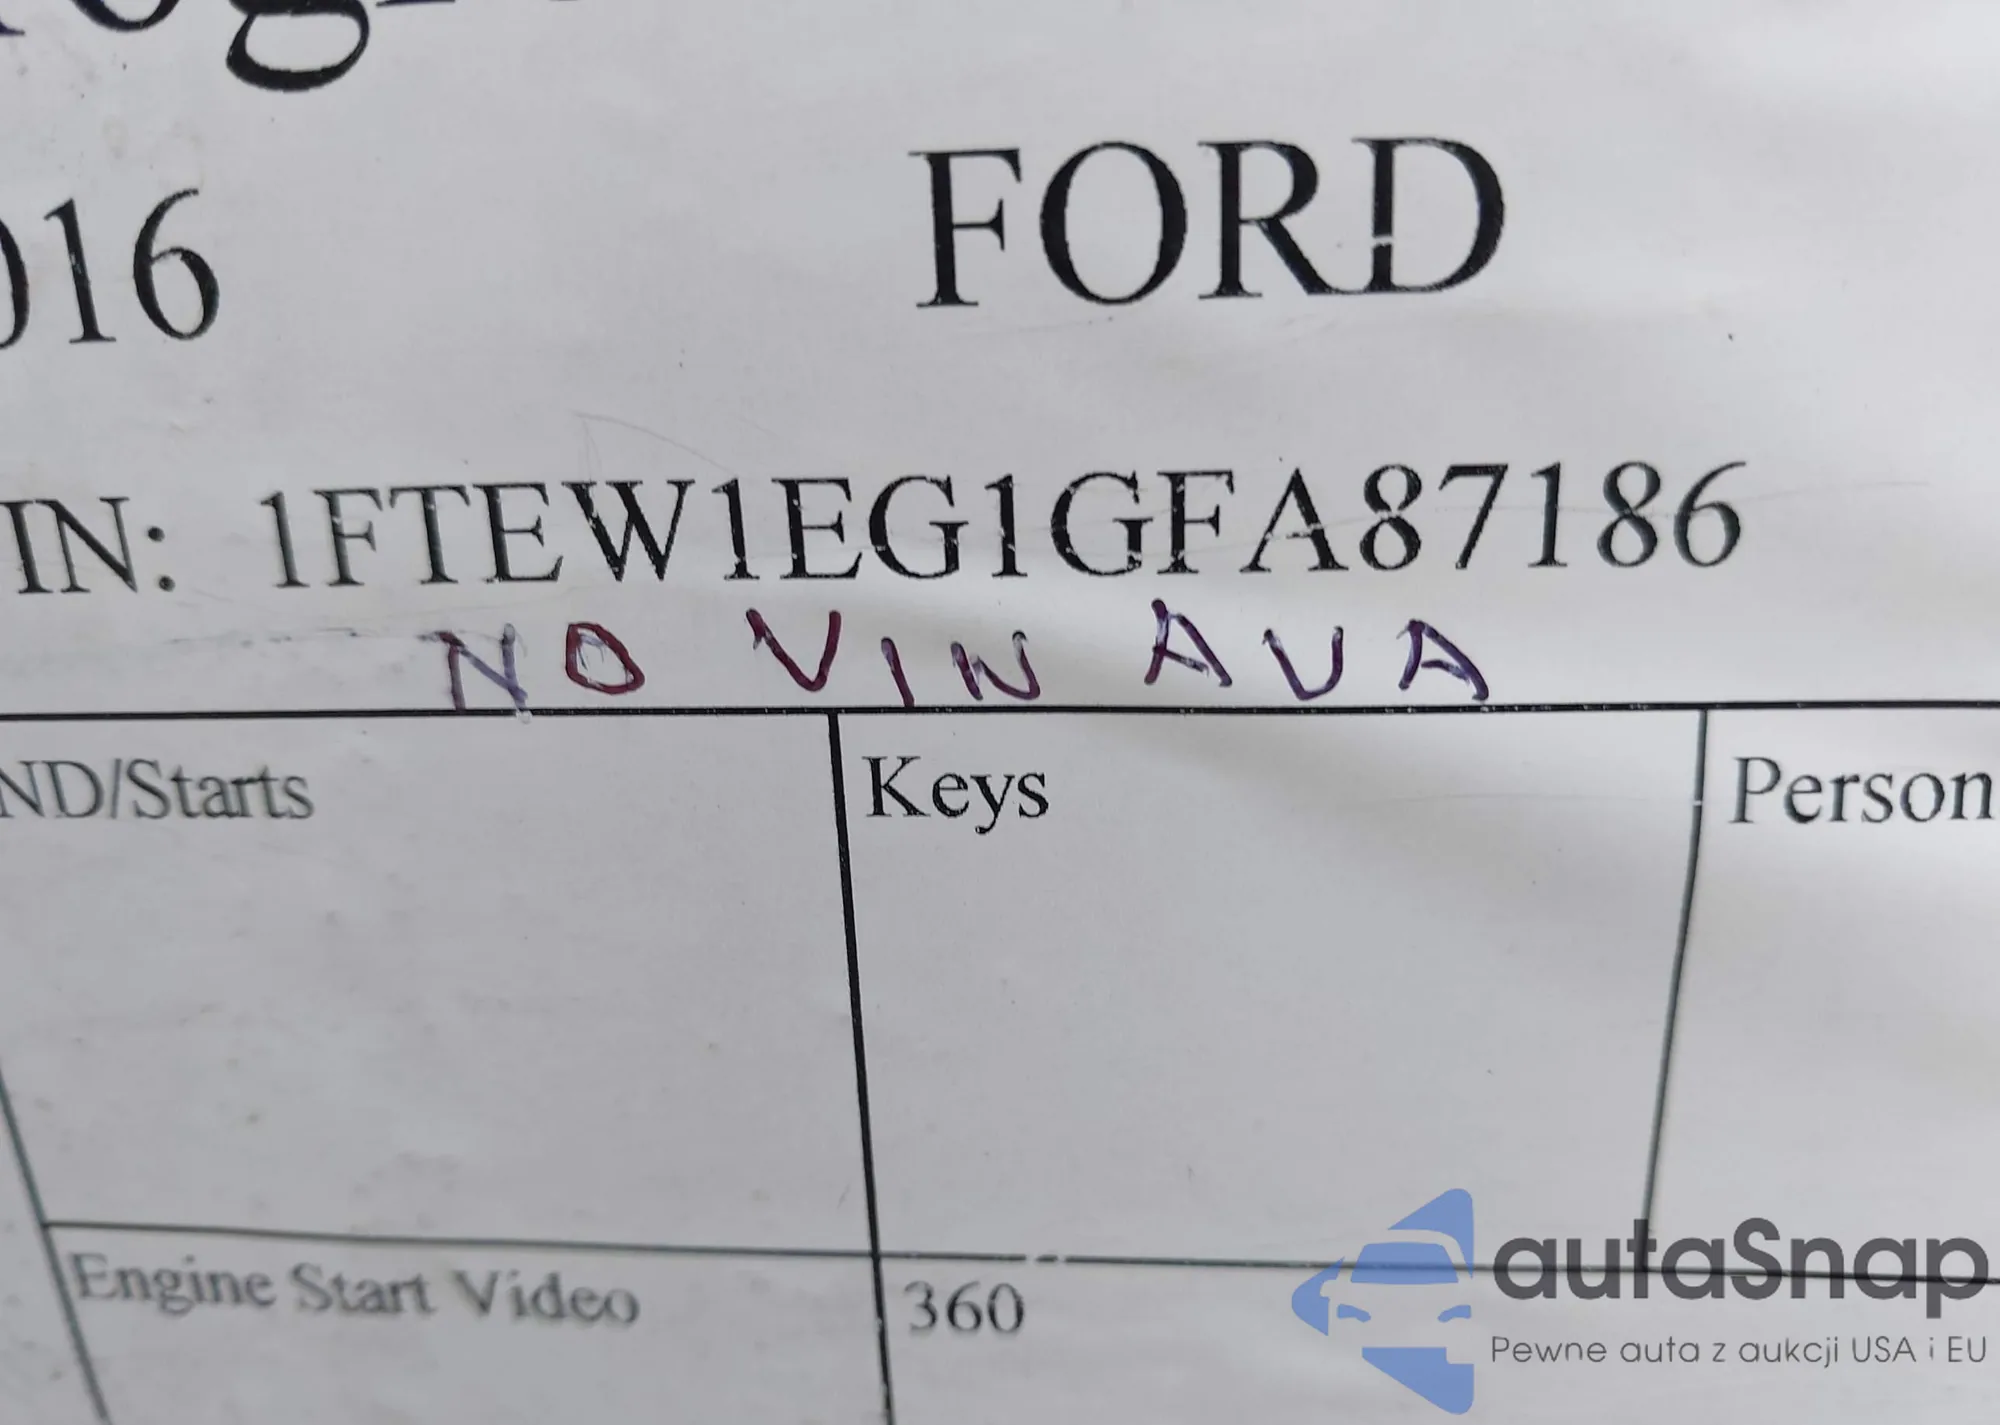 016 FORD
IN: 1FTEW1EG1GFA87186
NO VIN AVA
ND/Starts Keys Person
Engine Start Video 360
autaSnap
Pewne auta z aukcji USA i EU